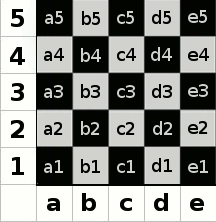 5 a5 b5 c5 d5 e5
4 a4 b4 c4 d4 e4
3 a3 b3 c3 d3 e3
2 a2 b2 c2 d2 e2
1 a1 b1 c1 d1 e1
a b c d e